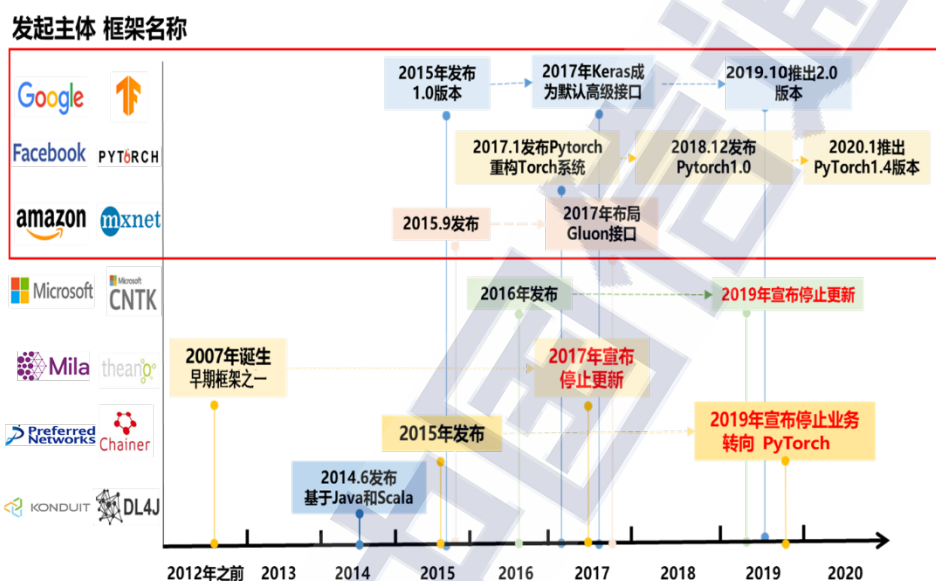 发起主体 框架名称
Google
2015年发布
1.0版本
2017年Keras成
为默认高级接口
2019.10推出2.0
版本
Facebook
PYTORCH
2017.1发布Pytorch
重构Torch系统
2018.12发布
Pytorch1.0
2020.1推出
PyTorch1.4版本
amazon
mxnet
2015.9发布
2017年布局
Gluon接口
Microsoft
Microsoft
CNTK
2016年发布
2019年宣布停止更新
Mila
theano
2007年诞生
早期框架之一
2017年宣布
停止更新
Preferred
Networks
Chainer
2015年发布
2019年宣布停止业务
转向 PyTorch
KONDUIT
DL4J
2014.6发布
基于Java和Scala
2012年之前
2013
2014
2015
2016
2017
2018
2019
2020